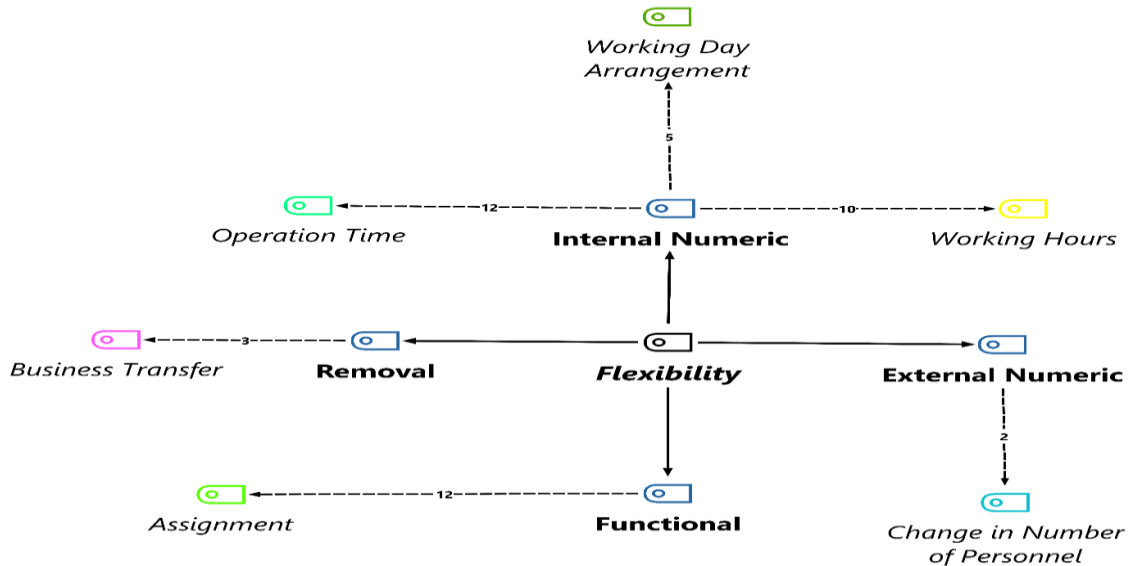 Working Day
Arrangement
5
12
10
Operation Time
Internal Numeric
Working Hours
3
Business Transfer
Removal
Flexibility
External Numeric
2
12
Assignment
Functional
Change in Number
of Personnel